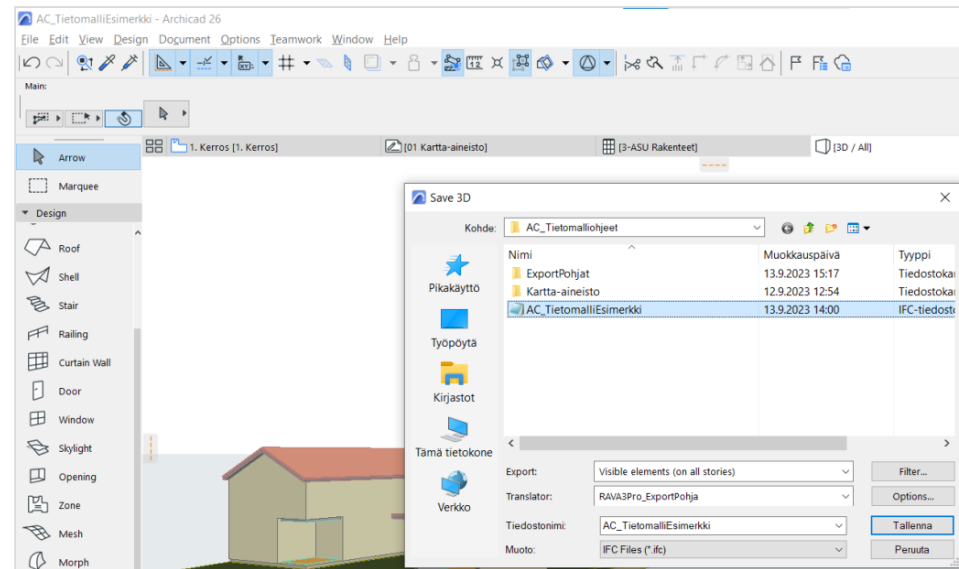 AC_TietomalliEsimerkki - Archicad 26
File Edit View Design Document Options Teamwork Window Help
Main:
1. Kerros [1. Kerros]
[01 Kartta-aineisto]
[3-ASU Rakenteet]
[3D / All]
Arrow
Marquee
Design
Roof
Shell
Stair
Railing
Curtain Wall
Door
Window
Skylight
Opening
Zone
Mesh
Morph
Save 3D
Kohde: AC_Tietomalliohjeet
Pikakäyttö
Työpöytä
Kirjastot
Tämä tietokone
Verkko
Nimi Muokkauspäivä Tyyppi
ExportPohjat 13.9.2023 15:17 Tiedostokan
Kartta-aineisto 12.9.2023 12:54 Tiedostokan
AC_TietomalliEsimerkki 13.9.2023 14:00 IFC-tiedosto
Export: Visible elements (on all stories) Filter...
Translator: RAVA3Pro_ExportPohja Options...
Tiedostonimi: AC_TietomalliEsimerkki Tallenna
Muoto: IFC Files (*.ifc) Peruuta